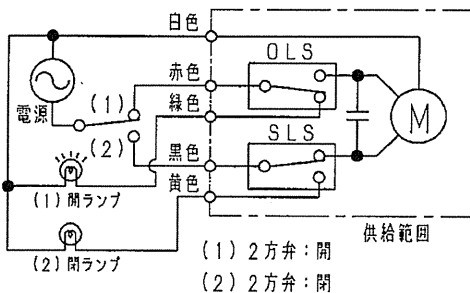 白色
赤色
OLS
電源
(1)
緑色
(2)
M
黒色
SLS
黄色
(1)開ランプ
(2)閉ランプ
供給範囲
(1) 2方弁：開
(2) 2方弁：閉